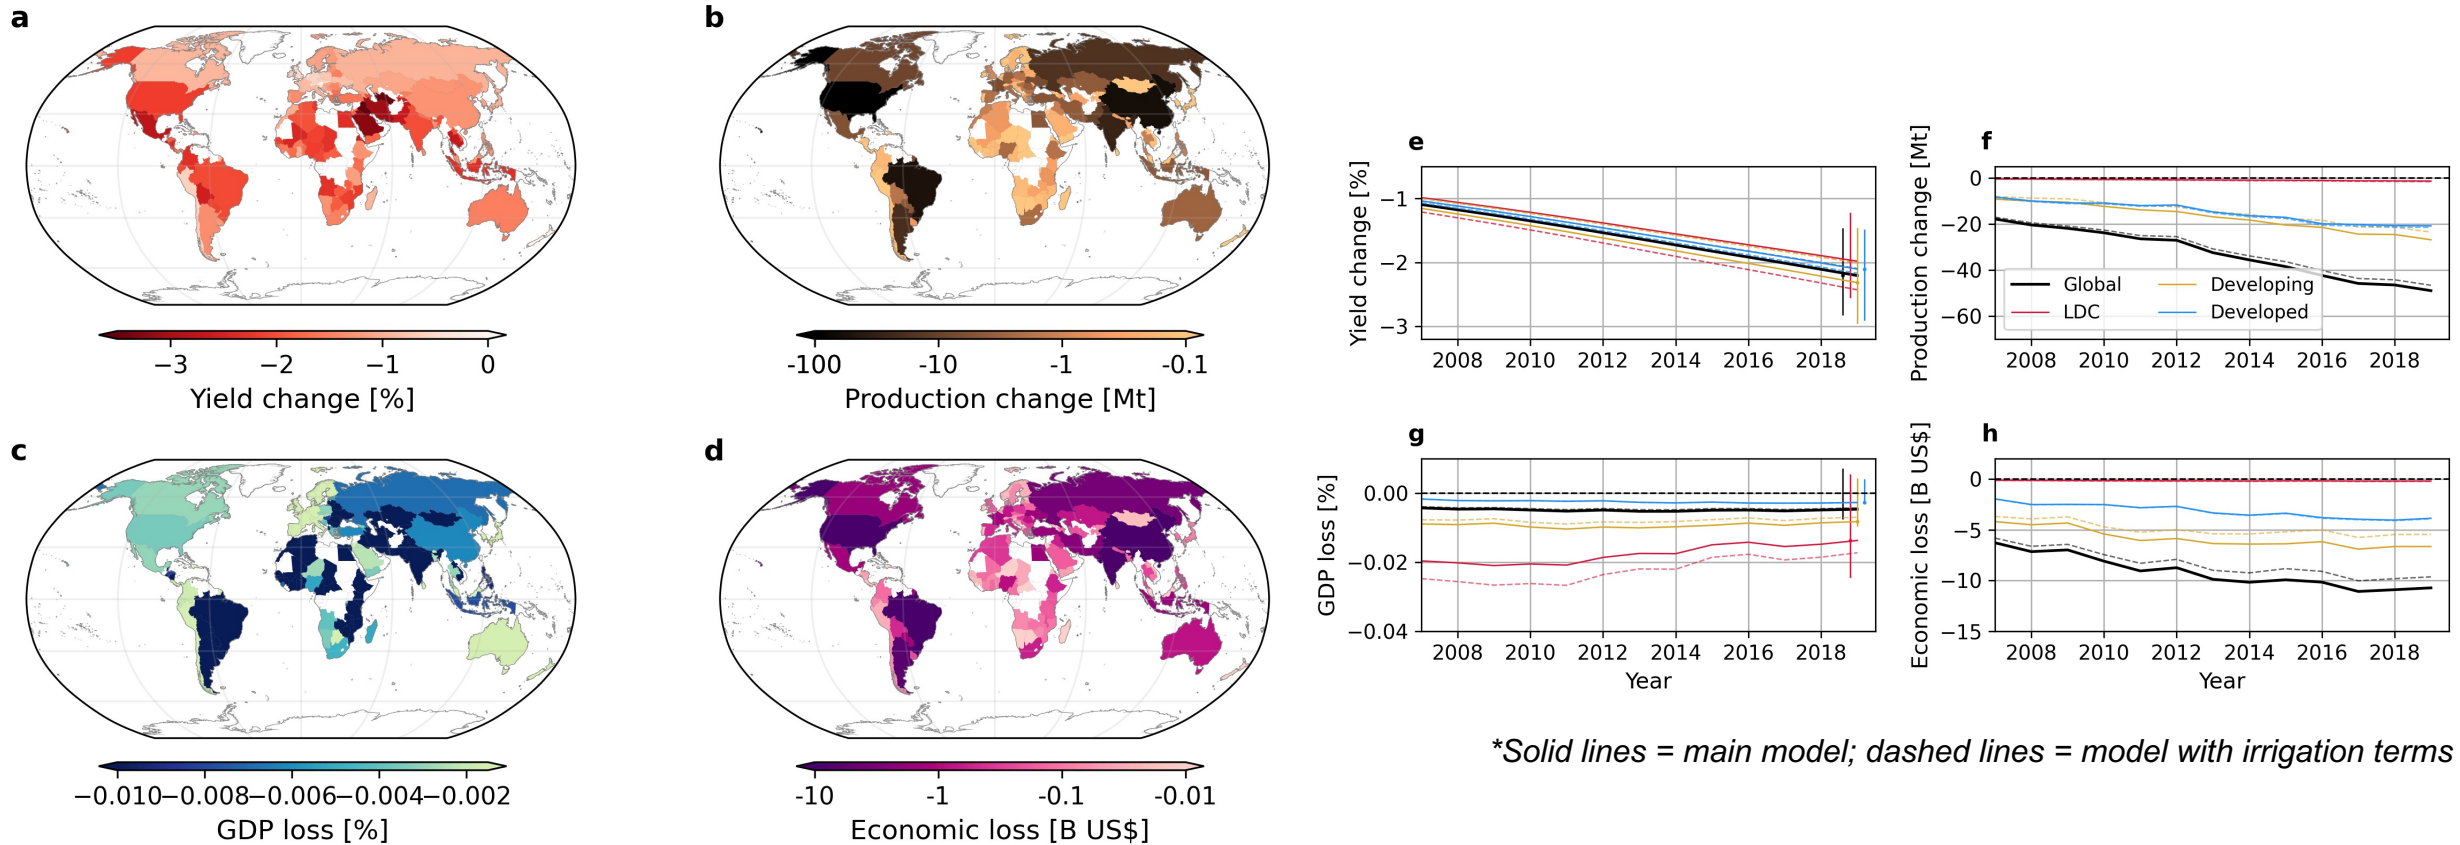 a
−3 −2 −1 0
Yield change [%]
b
-100 -10 -1 -0.1
Production change [Mt]
c
−0.010 −0.008 −0.006 −0.004 −0.002
GDP loss [%]
d
-10 -1 -0.1 -0.01
Economic loss [B US$]
e
Yield change [%]
−1
−2
−3
2008 2010 2012 2014 2016 2018
f
Production change [Mt]
0
−20
−40
−60
Global Developing
LDC Developed
2008 2010 2012 2014 2016 2018
g
GDP loss [%]
0.00
−0.02
−0.04
2008 2010 2012 2014 2016 2018
Year
h
Economic loss [B US$]
0
−5
−10
−15
2008 2010 2012 2014 2016 2018
Year
*Solid lines = main model; dashed lines = model with irrigation terms